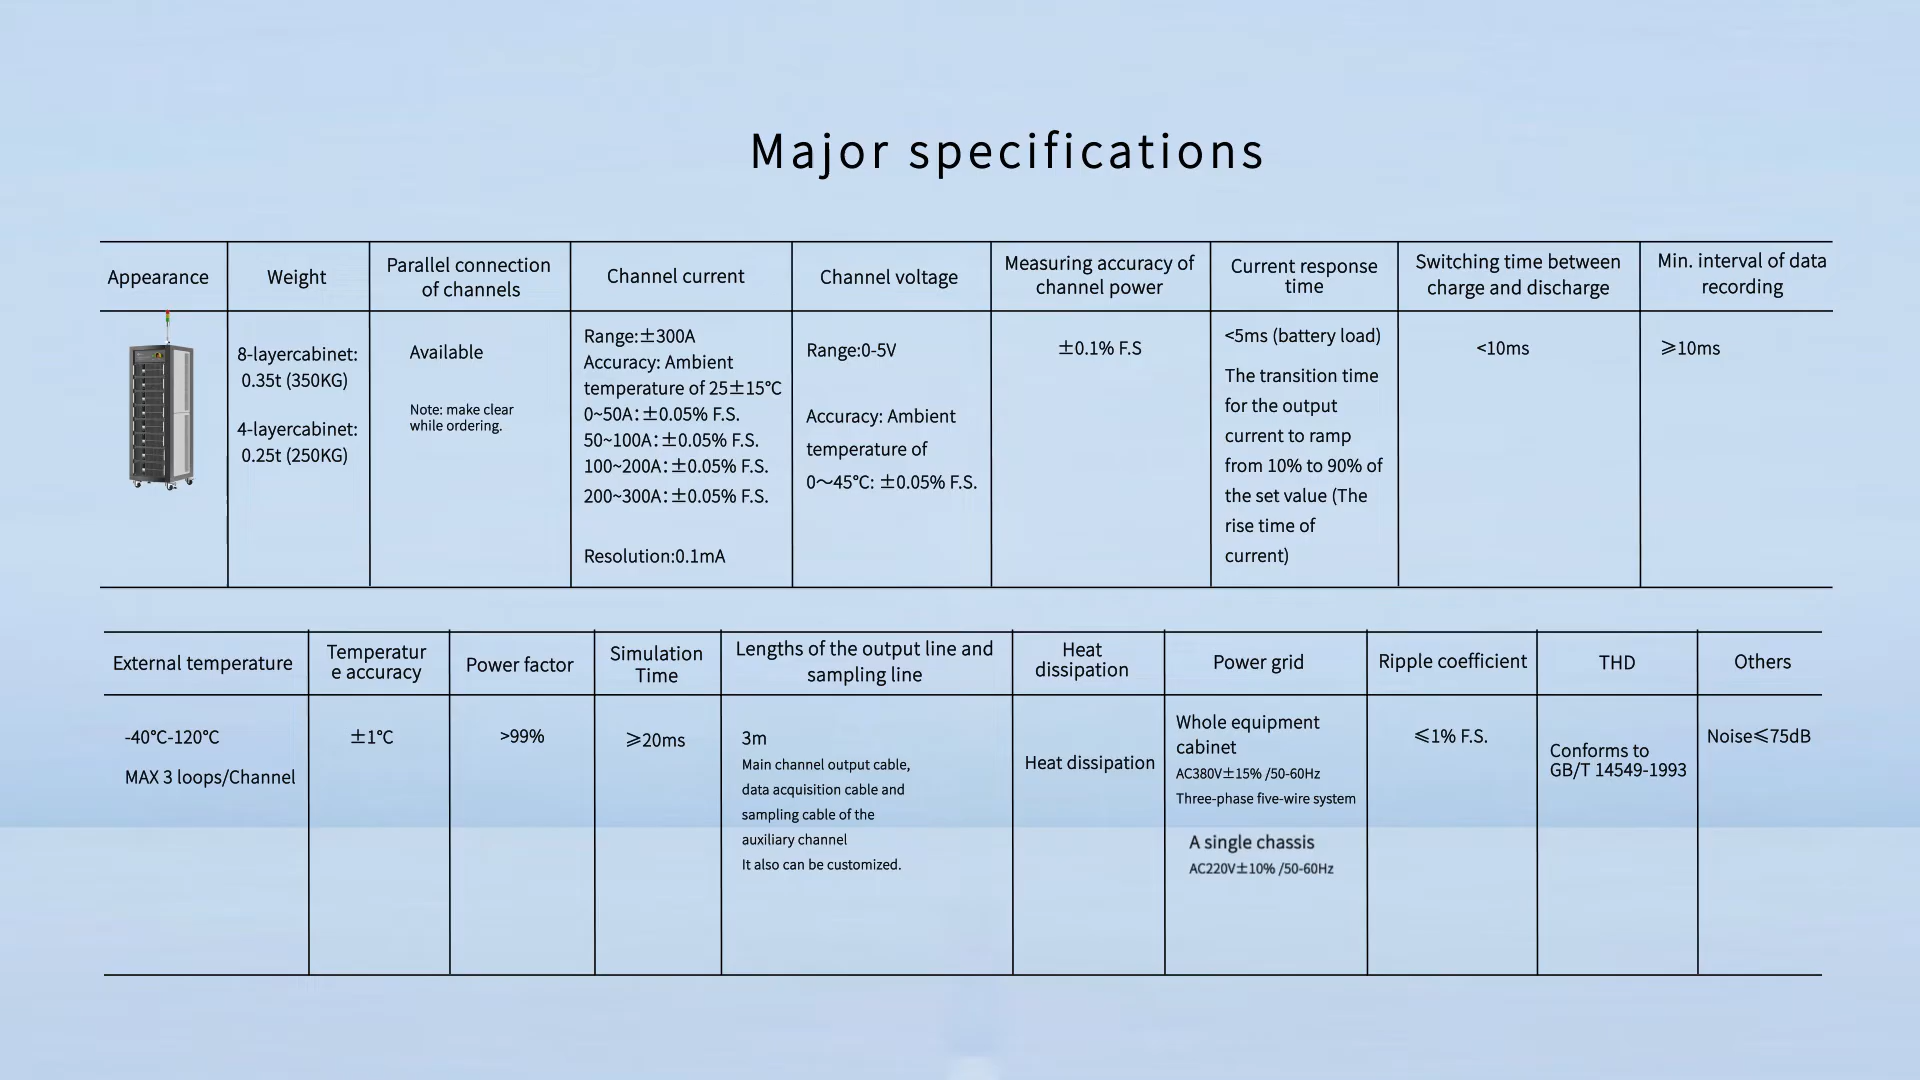 Major specifications
Appearance
Weight
Parallel connection
of channels
Channel current
Channel voltage
Measuring accuracy of
channel power
Current response
time
Switching time between
charge and discharge
Min. interval of data
recording
8-layercabinet:
0.35t (350KG)
4-layercabinet:
0.25t (250KG)
Available
Note: make clear
while ordering.
Range:±300A
Accuracy: Ambient
temperature of 25±15℃
0~50A:±0.05% F.S.
50~100A:±0.05% F.S.
100~200A:±0.05% F.S.
200~300A:±0.05% F.S.
Resolution:0.1mA
Range:0-5V
Accuracy: Ambient
temperature of
0～45℃: ±0.05% F.S.
±0.1% F.S
<5ms (battery load)
The transition time
for the output
current to ramp
from 10% to 90% of
the set value (The
rise time of
current)
<10ms
⩾10ms
External temperature
Temperatur
e accuracy
Power factor
Simulation
Time
Lengths of the output line and
sampling line
Heat
dissipation
Power grid
Ripple coefficient
THD
Others
-40℃-120℃
MAX 3 loops/Channel
±1℃
>99%
⩾20ms
3m
Main channel output cable,
data acquisition cable and
sampling cable of the
auxiliary channel
It also can be customized.
Heat dissipation
Whole equipment
cabinet
AC380V±15% /50-60Hz
Three-phase five-wire system
A single chassis
AC220V±10% /50-60Hz
⩽1% F.S.
Conforms to
GB/T 14549-1993
Noise⩽75dB